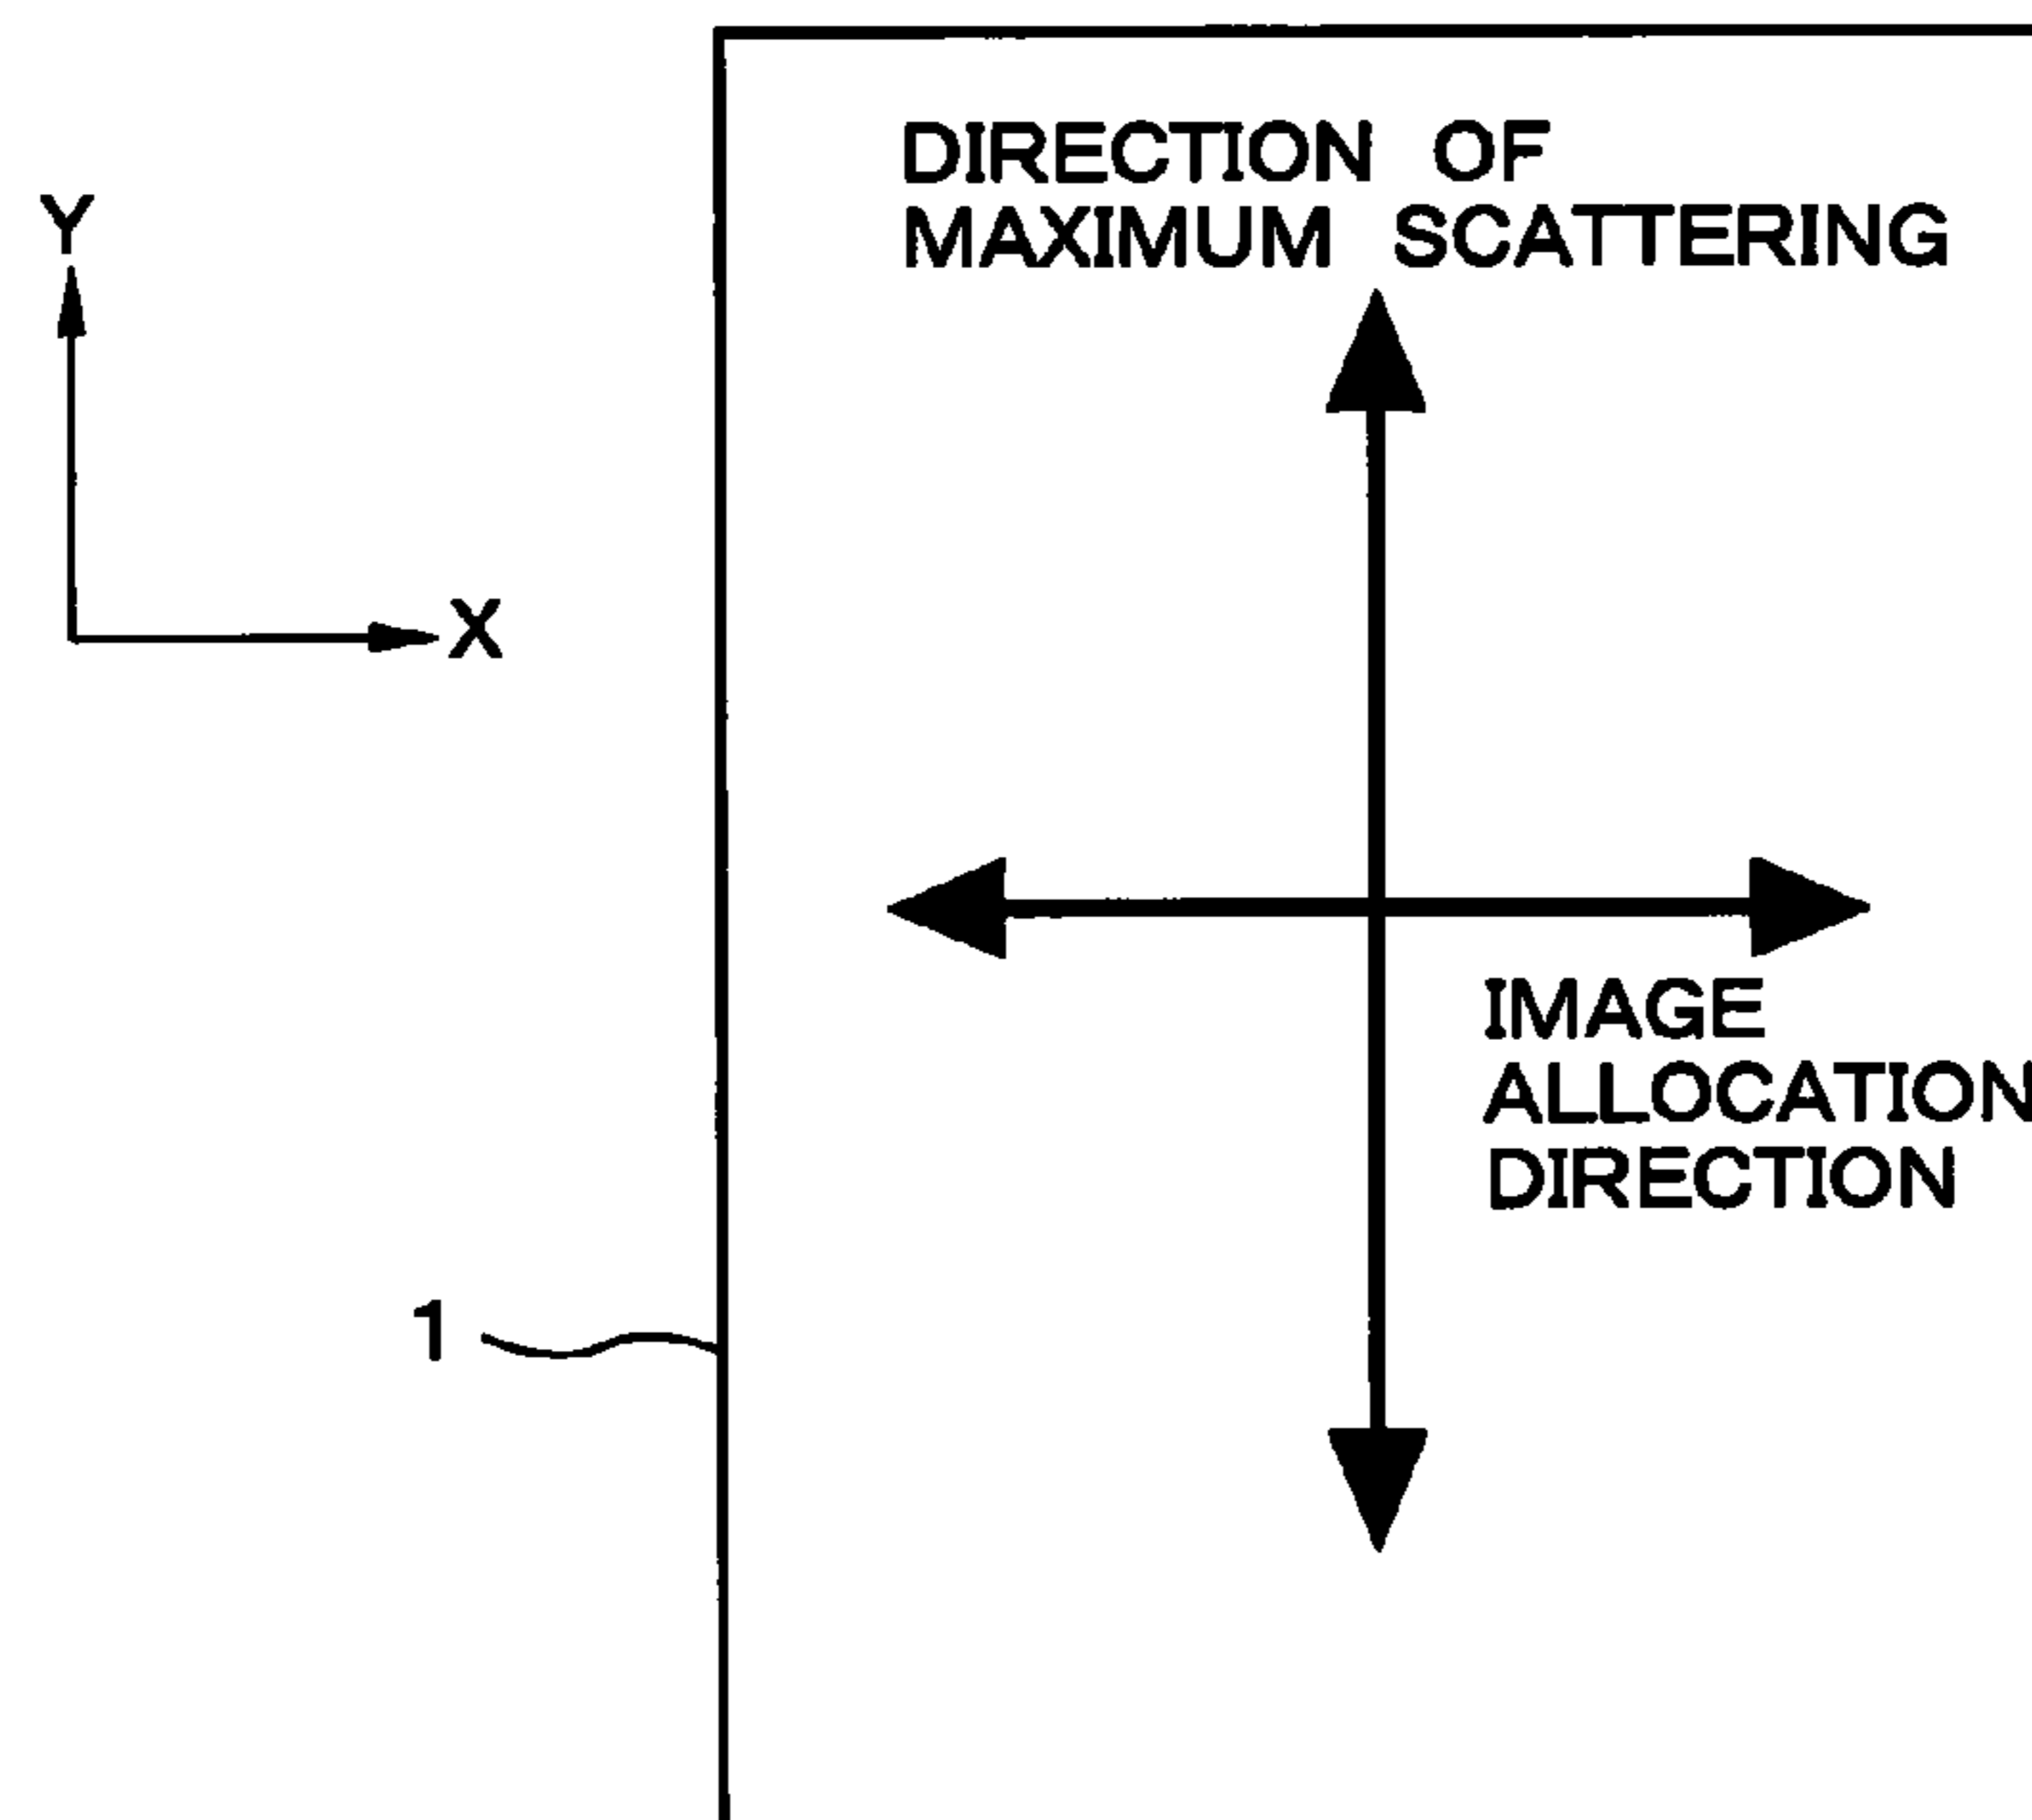 DIRECTION OF
MAXIMUM SCATTERING
Y
X
IMAGE
ALLOCATION
DIRECTION
1